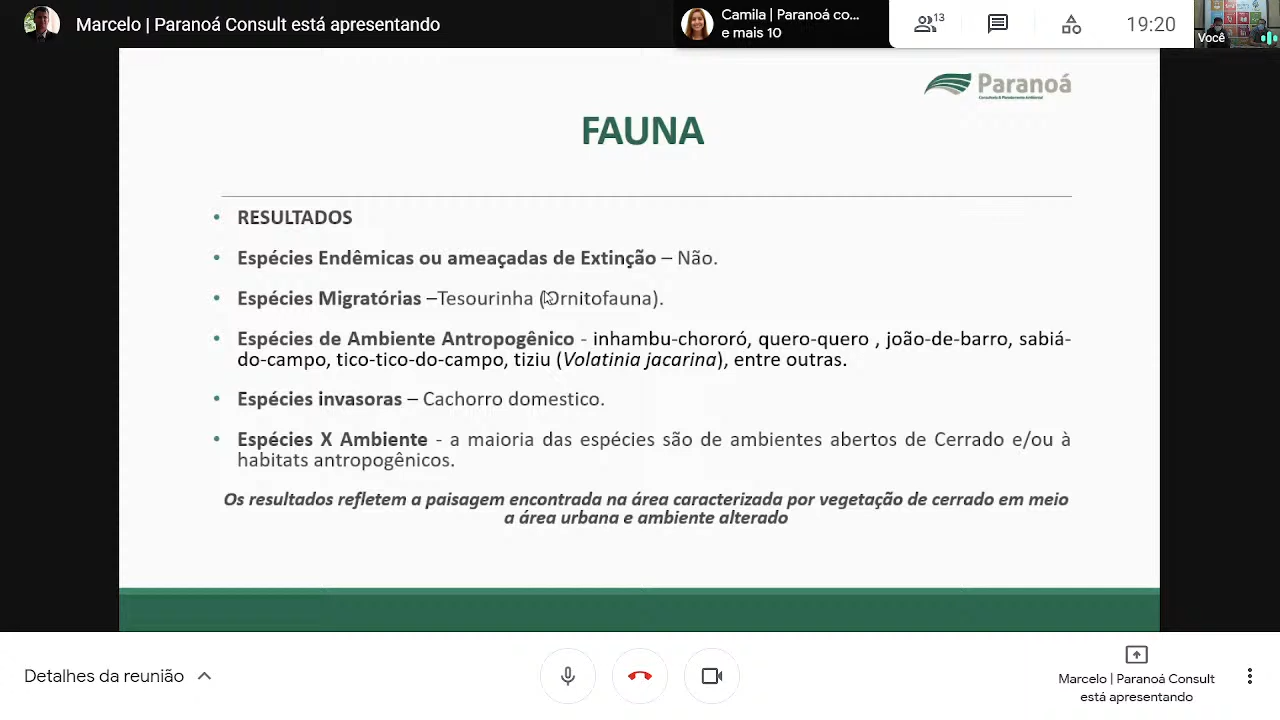 Marcelo | Paranoá Consult está apresentando
Camila | Paranoá co...
e mais 10
13
19:20
Você
Paranoá
FAUNA
• RESULTADOS
• Espécies Endêmicas ou ameaçadas de Extinção – Não.
• Espécies Migratórias –Tesourinha (Ornitofauna).
• Espécies de Ambiente Antropogênico - inhambu-chororó, quero-quero , joão-de-barro, sabiá-
do-campo, tico-tico-do-campo, tiziu (Volatinia jacarina), entre outras.
• Espécies invasoras – Cachorro domestico.
• Espécies X Ambiente - a maioria das espécies são de ambientes abertos de Cerrado e/ou à
habitats antropogênicos.
Os resultados refletem a paisagem encontrada na área caracterizada por vegetação de cerrado em meio
a área urbana e ambiente alterado
Detalhes da reunião
Marcelo | Paranoá Consult
está apresentando